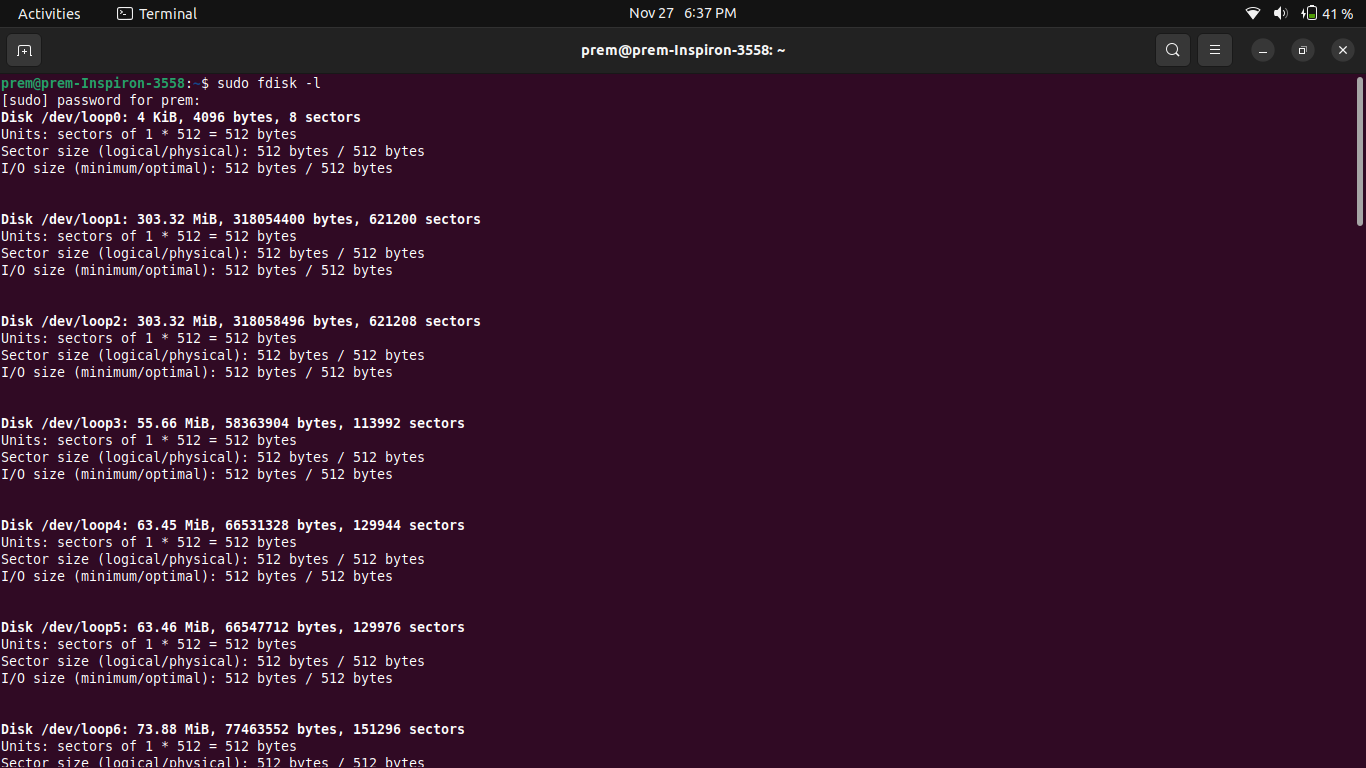 Activities Terminal Nov 27 6:37 PM 41 %
prem@prem-Inspiron-3558: ~
prem@prem-Inspiron-3558:~$ sudo fdisk -l
[sudo] password for prem:
Disk /dev/loop0: 4 KiB, 4096 bytes, 8 sectors
Units: sectors of 1 * 512 = 512 bytes
Sector size (logical/physical): 512 bytes / 512 bytes
I/O size (minimum/optimal): 512 bytes / 512 bytes
Disk /dev/loop1: 303.32 MiB, 318054400 bytes, 621200 sectors
Units: sectors of 1 * 512 = 512 bytes
Sector size (logical/physical): 512 bytes / 512 bytes
I/O size (minimum/optimal): 512 bytes / 512 bytes
Disk /dev/loop2: 303.32 MiB, 318058496 bytes, 621208 sectors
Units: sectors of 1 * 512 = 512 bytes
Sector size (logical/physical): 512 bytes / 512 bytes
I/O size (minimum/optimal): 512 bytes / 512 bytes
Disk /dev/loop3: 55.66 MiB, 58363904 bytes, 113992 sectors
Units: sectors of 1 * 512 = 512 bytes
Sector size (logical/physical): 512 bytes / 512 bytes
I/O size (minimum/optimal): 512 bytes / 512 bytes
Disk /dev/loop4: 63.45 MiB, 66531328 bytes, 129944 sectors
Units: sectors of 1 * 512 = 512 bytes
Sector size (logical/physical): 512 bytes / 512 bytes
I/O size (minimum/optimal): 512 bytes / 512 bytes
Disk /dev/loop5: 63.46 MiB, 66547712 bytes, 129976 sectors
Units: sectors of 1 * 512 = 512 bytes
Sector size (logical/physical): 512 bytes / 512 bytes
I/O size (minimum/optimal): 512 bytes / 512 bytes
Disk /dev/loop6: 73.88 MiB, 77463552 bytes, 151296 sectors
Units: sectors of 1 * 512 = 512 bytes
Sector size (logical/physical): 512 bytes / 512 bytes